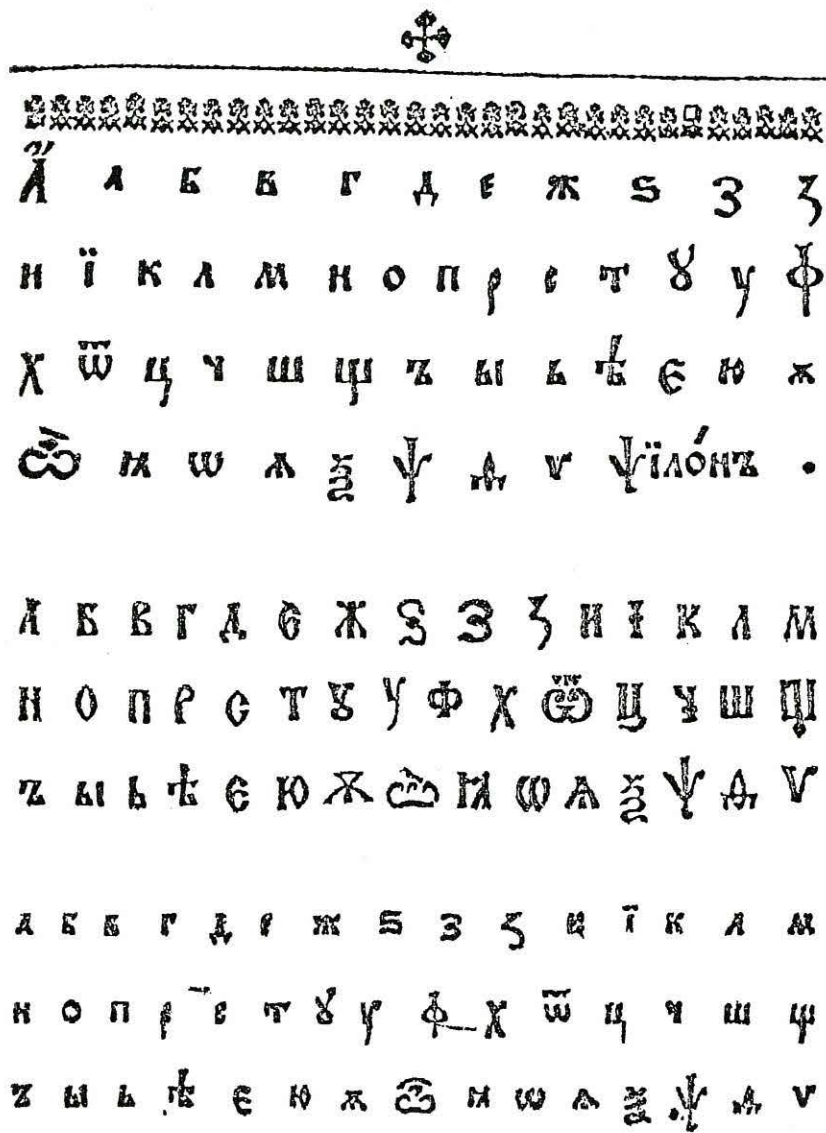 А҆́ а б в г д е ж ѕ з ꙁ
и ї к л м н о п р с т ꙋ у ф
х ѿ ц ч ш щ ъ ы ь ѣ є ю ѫ
ѽ ꙗ ѡ ѧ ѯ ѱ ѵ ѱїло́нъ .
А Б В Г Д Є Ж Ѕ З Ꙁ И І К Л М
Н О П Р С Т Ꙋ У Ф Х Ѿ Ц Ч Ш Щ
Ъ Ы Ь Ѣ Є Ю Ѫ Ѽ Ꙗ Ѡ Ѧ Ѯ Ѱ Ѵ
а б в г д е ж ѕ з ꙁ и ї к л м
н о п р с т ꙋ у ф х ѿ ц ч ш щ
ъ ы ь ѣ є ю ѫ ѽ ꙗ ѡ ѧ ѯ ѱ ѵ